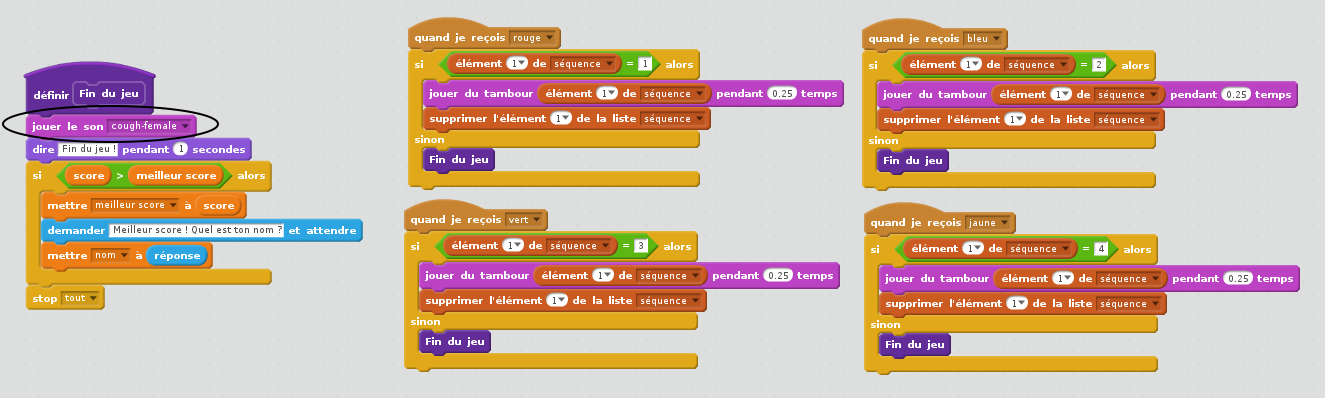 définir Fin du jeu
jouer le son cough-female
dire Fin du jeu ! pendant 1 secondes
si score > meilleur score alors
mettre meilleur score à score
demander Meilleur score ! Quel est ton nom ? et attendre
mettre nom à réponse
stop tout
quand je reçois rouge
si élément 1 de séquence = 1 alors
jouer du tambour élément 1 de séquence pendant 0.25 temps
supprimer l'élément 1 de la liste séquence
sinon
Fin du jeu
quand je reçois bleu
si élément 1 de séquence = 2 alors
jouer du tambour élément 1 de séquence pendant 0.25 temps
supprimer l'élément 1 de la liste séquence
sinon
Fin du jeu
quand je reçois vert
si élément 1 de séquence = 3 alors
jouer du tambour élément 1 de séquence pendant 0.25 temps
supprimer l'élément 1 de la liste séquence
sinon
Fin du jeu
quand je reçois jaune
si élément 1 de séquence = 4 alors
jouer du tambour élément 1 de séquence pendant 0.25 temps
supprimer l'élément 1 de la liste séquence
sinon
Fin du jeu